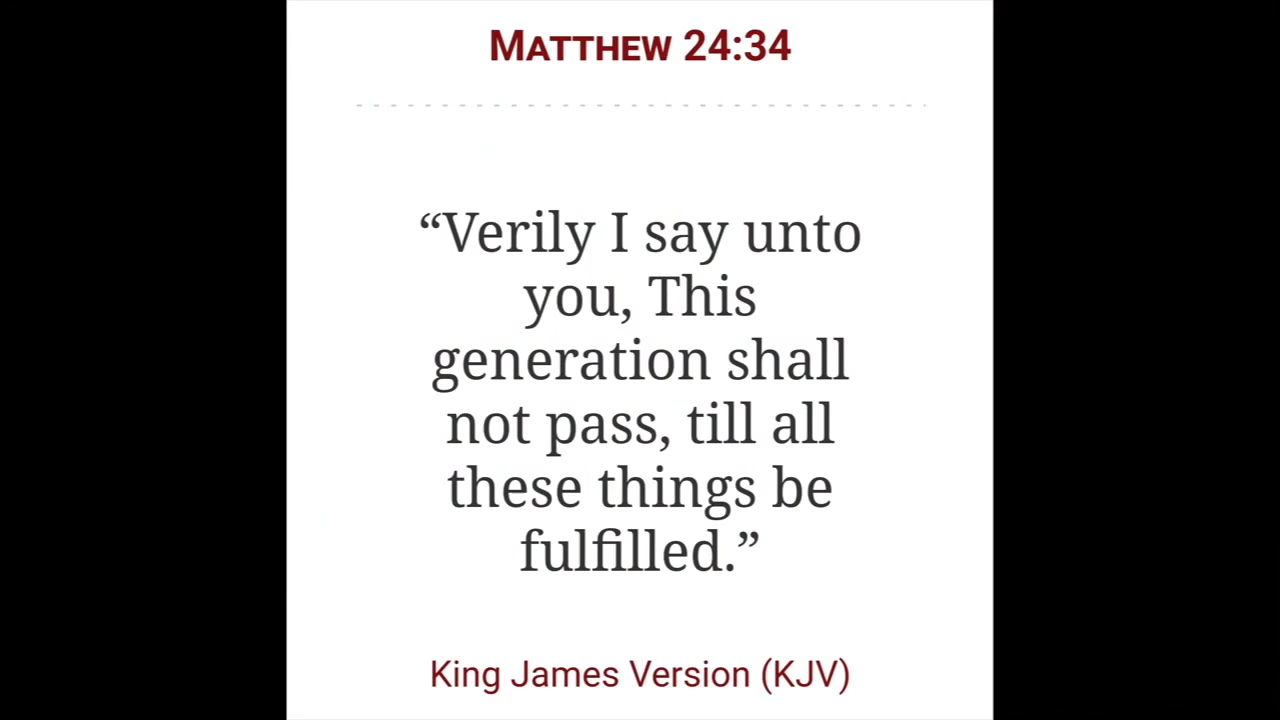 MATTHEW 24:34
“Verily I say unto
you, This
generation shall
not pass, till all
these things be
fulfilled.”
King James Version (KJV)